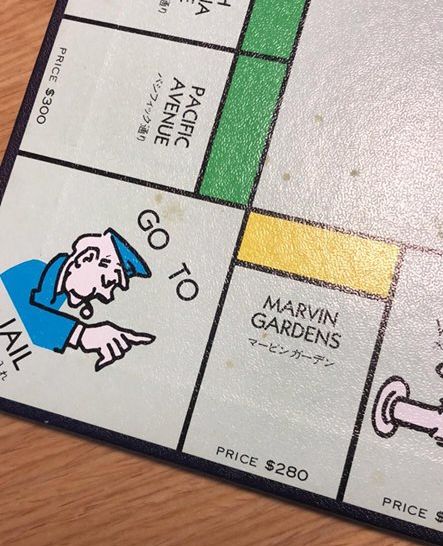 PACIFIC
AVENUE
パシフィック通り
PRICE $300
GO TO
JAIL
MARVIN
GARDENS
マービンガーデン
PRICE $280
PRICE $